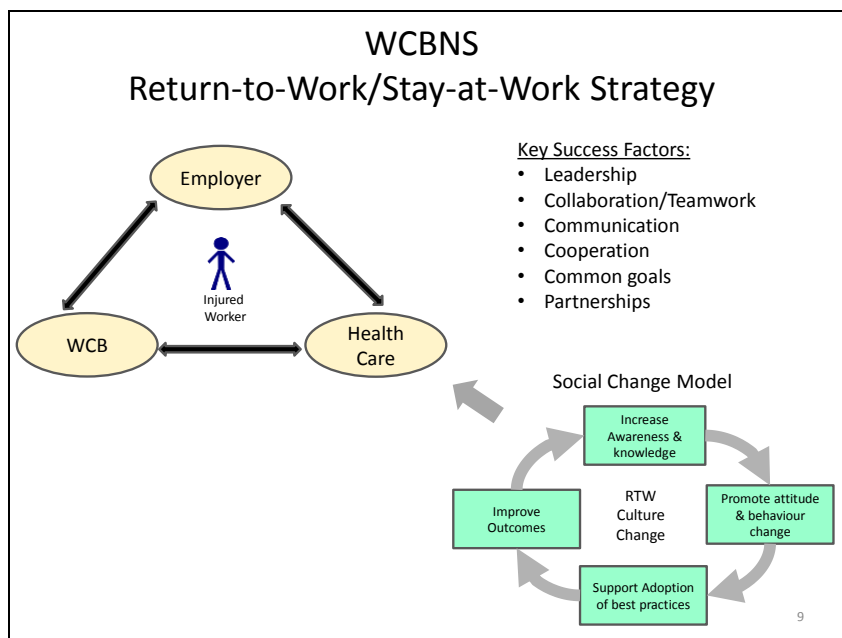 WCBNS
Return-to-Work/Stay-at-Work Strategy
Employer
Injured
Worker
WCB
Health
Care
Key Success Factors:
• Leadership
• Collaboration/Teamwork
• Communication
• Cooperation
• Common goals
• Partnerships
Social Change Model
Increase
Awareness &
knowledge
Promote attitude
& behaviour
change
Support Adoption
of best practices
Improve
Outcomes
RTW
Culture
Change
9